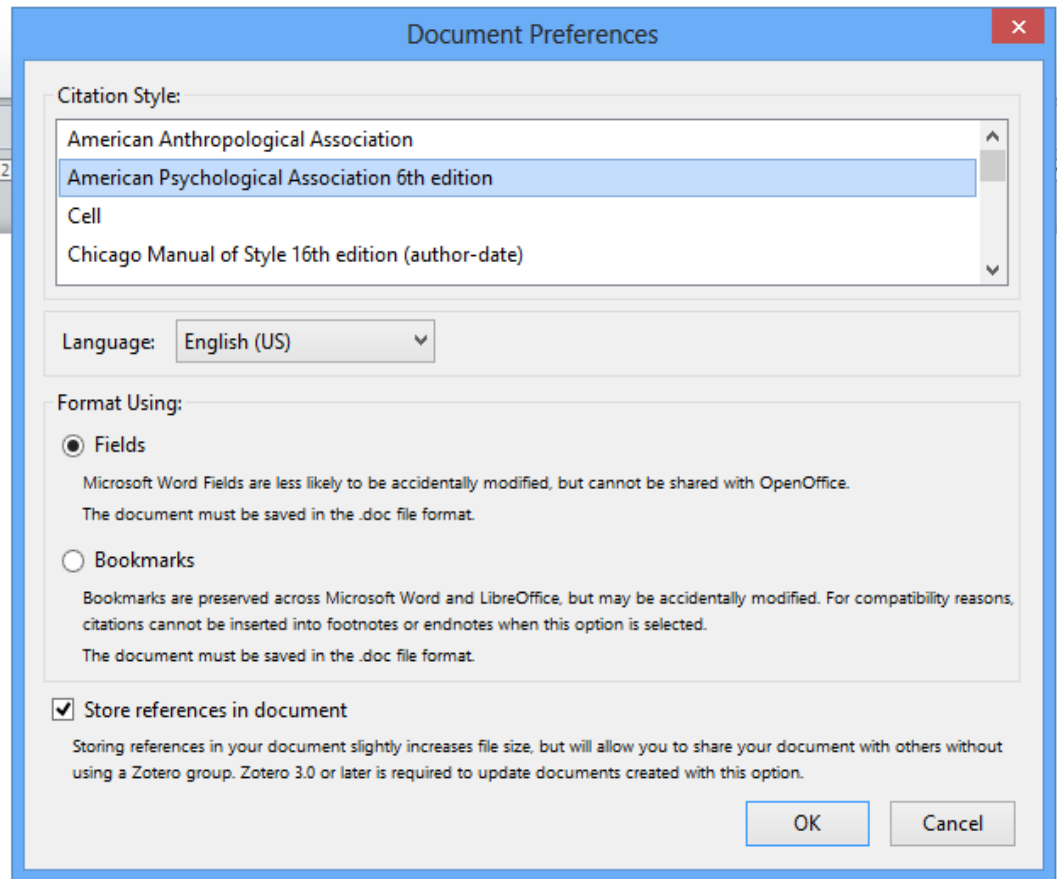 Document Preferences
Citation Style:
American Anthropological Association
American Psychological Association 6th edition
Cell
Chicago Manual of Style 16th edition (author-date)
2
Language: English (US)
Format Using:
Fields
Microsoft Word Fields are less likely to be accidentally modified, but cannot be shared with OpenOffice.
The document must be saved in the .doc file format.
Bookmarks
Bookmarks are preserved across Microsoft Word and LibreOffice, but may be accidentally modified. For compatibility reasons,
citations cannot be inserted into footnotes or endnotes when this option is selected.
The document must be saved in the .doc file format.
Store references in document
Storing references in your document slightly increases file size, but will allow you to share your document with others without
using a Zotero group. Zotero 3.0 or later is required to update documents created with this option.
OK Cancel